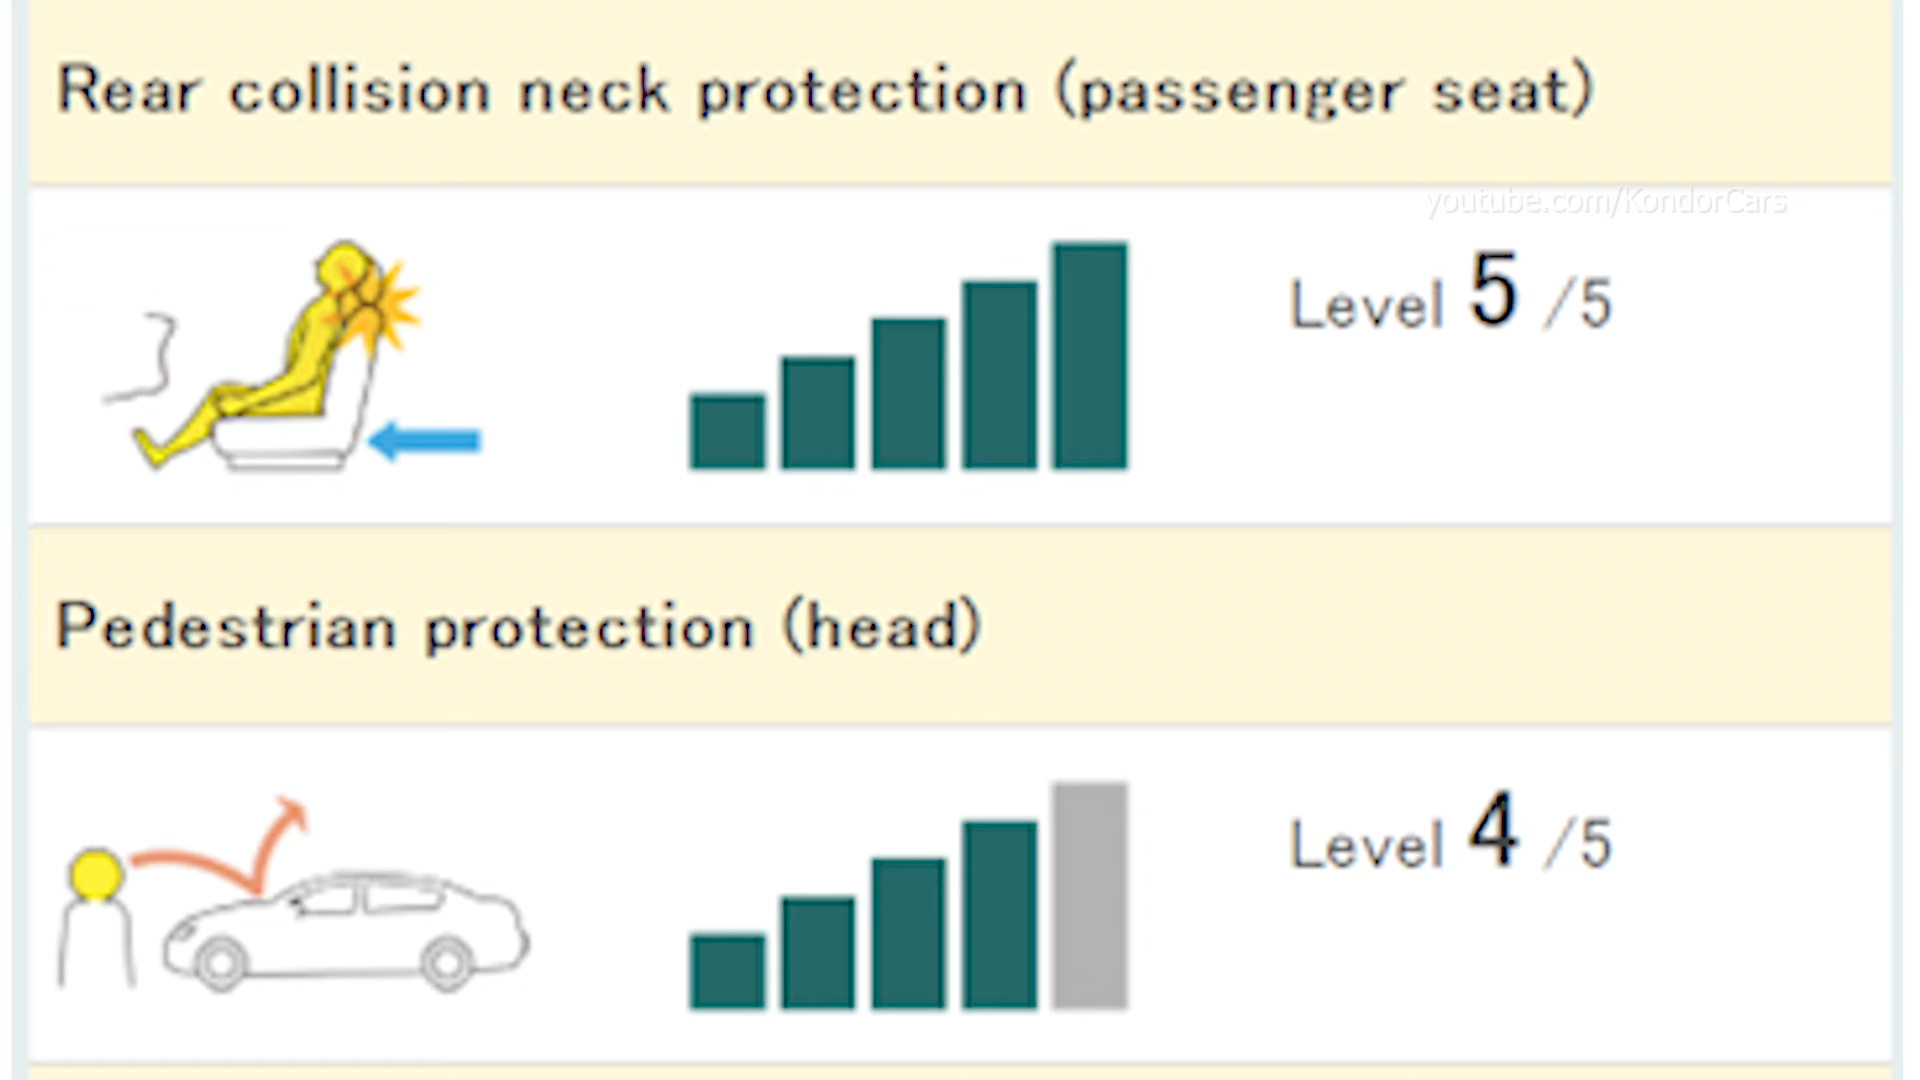 Rear collision neck protection (passenger seat)
youtube.com/KondorCars
Level 5 /5
Pedestrian protection (head)
Level 4 /5